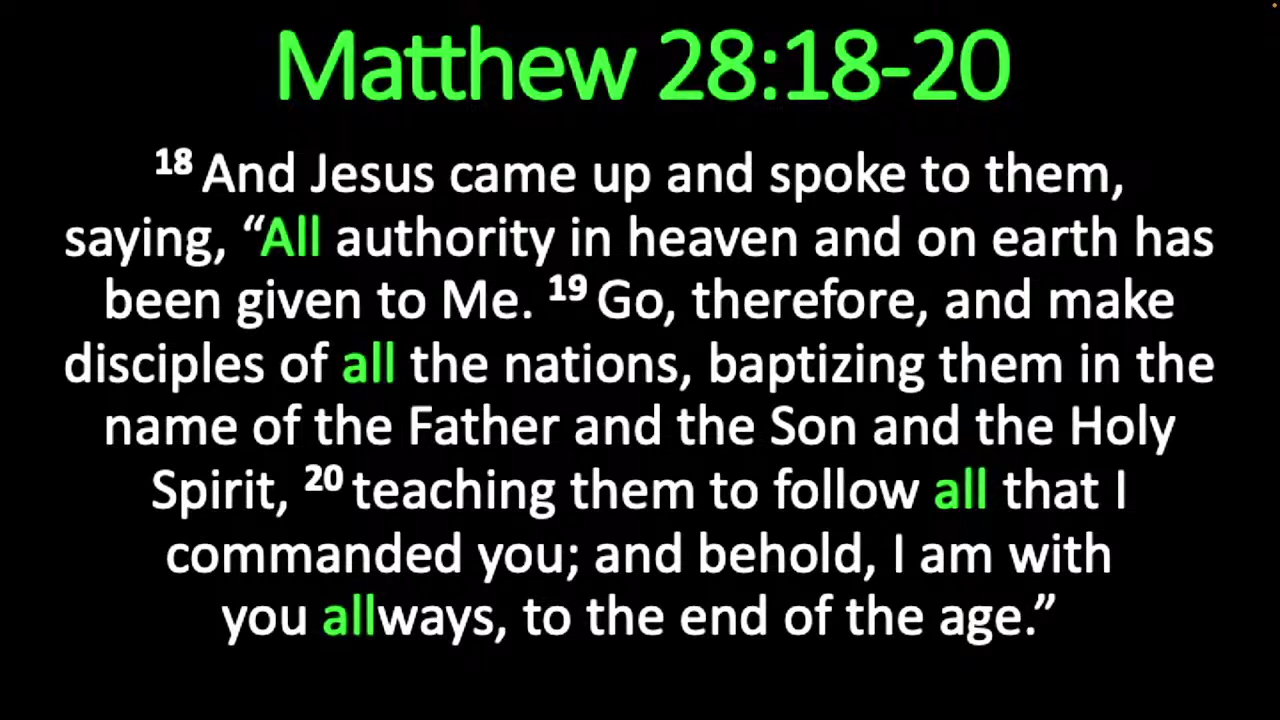 Matthew 28:18-20
18 And Jesus came up and spoke to them,
saying, “All authority in heaven and on earth has
been given to Me. 19 Go, therefore, and make
disciples of all the nations, baptizing them in the
name of the Father and the Son and the Holy
Spirit, 20 teaching them to follow all that I
commanded you; and behold, I am with
you allways, to the end of the age.”